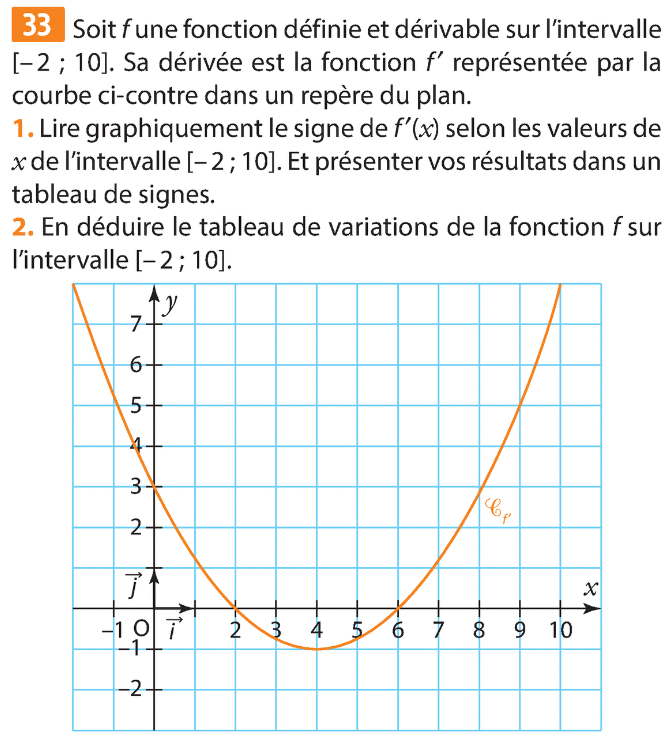 33 Soit f une fonction définie et dérivable sur l'intervalle
[– 2 ; 10]. Sa dérivée est la fonction f′ représentée par la
courbe ci-contre dans un repère du plan.
1. Lire graphiquement le signe de f′(x) selon les valeurs de
x de l'intervalle [– 2 ; 10]. Et présenter vos résultats dans un
tableau de signes.
2. En déduire le tableau de variations de la fonction f sur
l'intervalle [– 2 ; 10].
y
7
6
5
4
3
2
𝒞f′
j⃗
x
–1 O i⃗ 2 3 4 5 6 7 8 9 10
–1
–2